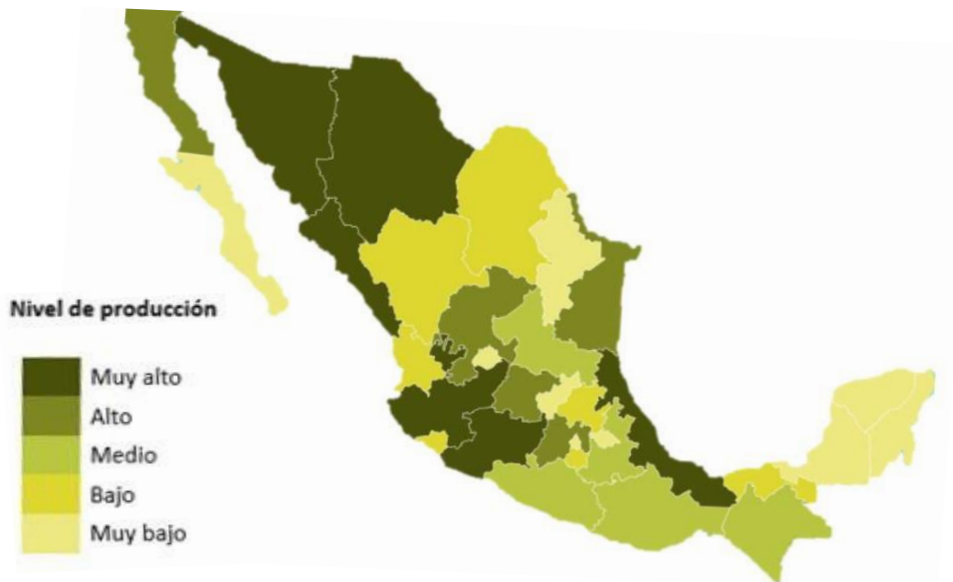 Nivel de producción
Muy alto
Alto
Medio
Bajo
Muy bajo